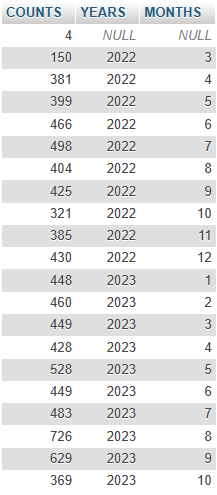 COUNTS YEARS MONTHS
4 NULL NULL
150 2022 3
381 2022 4
399 2022 5
466 2022 6
498 2022 7
404 2022 8
425 2022 9
321 2022 10
385 2022 11
430 2022 12
448 2023 1
460 2023 2
449 2023 3
428 2023 4
528 2023 5
449 2023 6
483 2023 7
726 2023 8
629 2023 9
369 2023 10